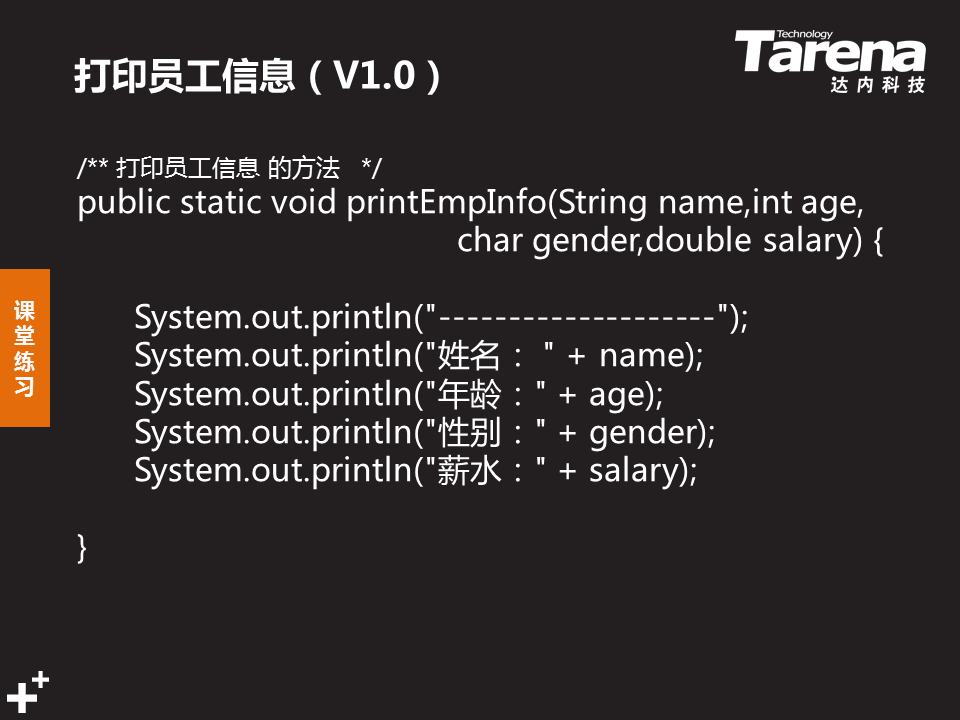 打印员工信息（V1.0）
Technology
Tarena
达内科技
/** 打印员工信息 的方法   */
public static void printEmpInfo(String name,int age,
char gender,double salary) {
课堂练习
System.out.println("--------------------");
System.out.println("姓名： " + name);
System.out.println("年龄：" + age);
System.out.println("性别：" + gender);
System.out.println("薪水：" + salary);
}